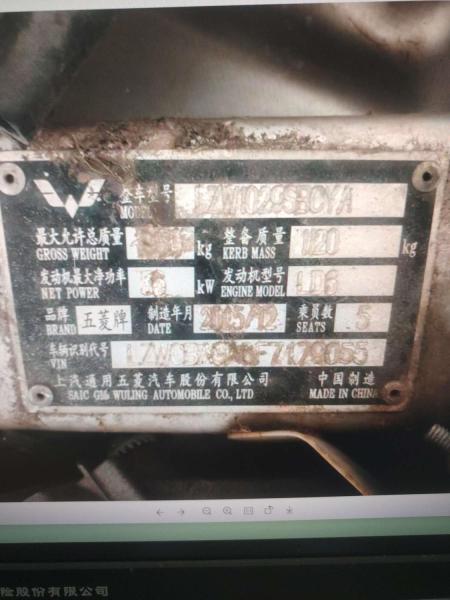 整车型号
MODEL LZW1029SBCYA
最大允许总质量
GROSS WEIGHT kg
整备质量
KERB MASS 1120 kg
发动机最大净功率
NET POWER kW
发动机型号
ENGINE MODEL
品牌
BRAND 五菱牌
制造年月
DATE 2015/12
乘员数
SEATS 5
车辆识别代号
VIN
上汽通用五菱汽车股份有限公司
SAIC GM WULING AUTOMOBILE CO., LTD
中国制造
MADE IN CHINA
险股份有限公司